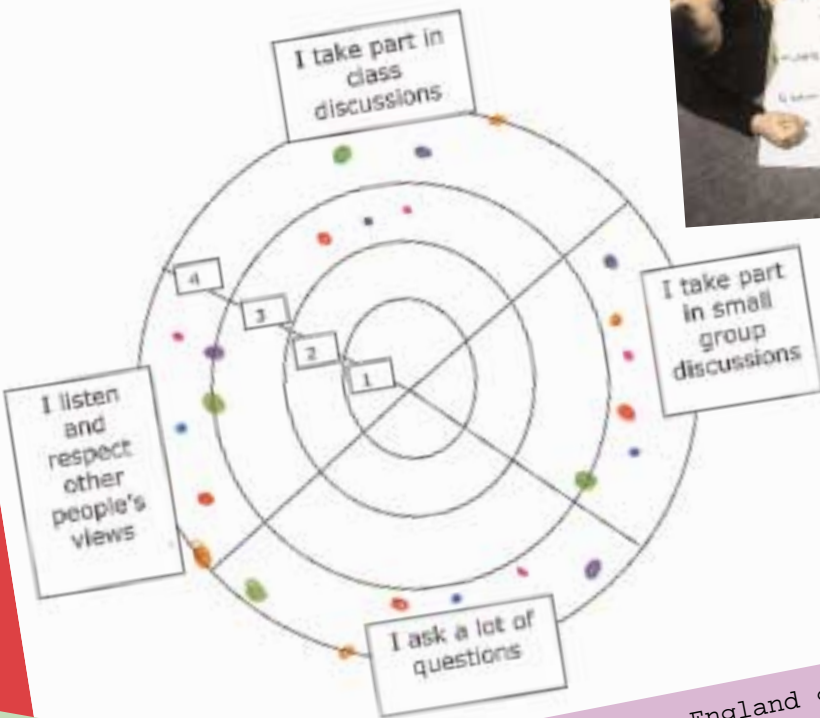 I take part in
class
discussions
4
3
2
1
I take part
in small
group
discussions
I listen
and
respect
other
people's
views
I ask a lot of
questions
England